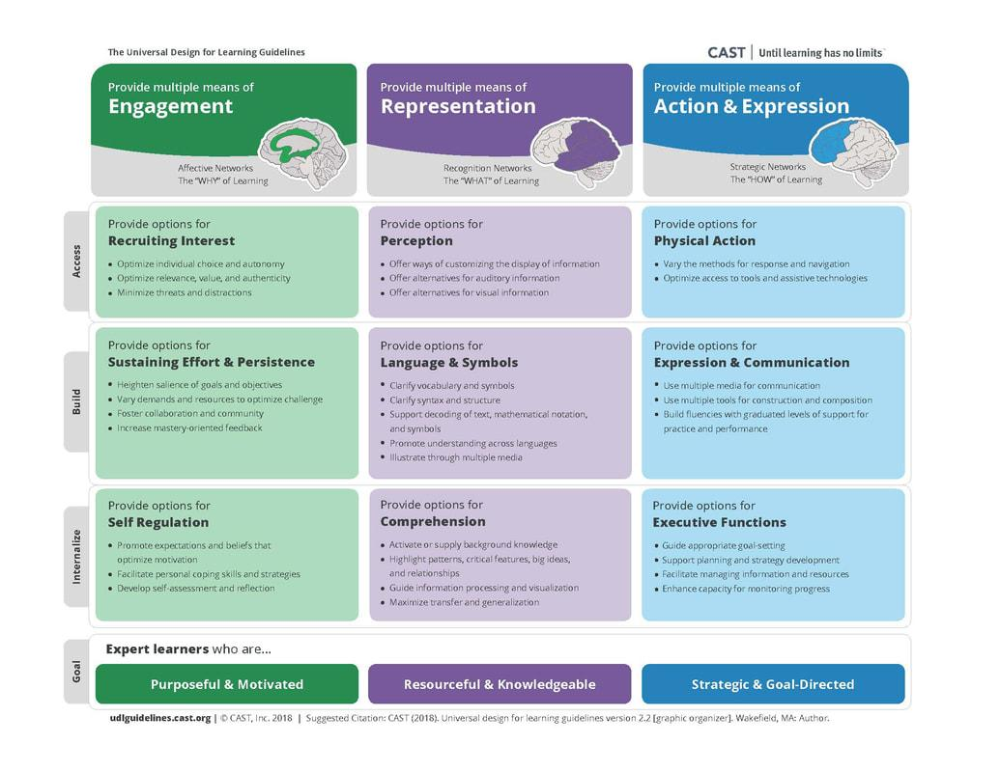 The Universal Design for Learning Guidelines
CAST | Until learning has no limits
Provide multiple means of
Engagement
Affective Networks
The "WHY" of Learning
Provide multiple means of
Representation
Recognition Networks
The "WHAT" of Learning
Provide multiple means of
Action & Expression
Strategic Networks
The "HOW" of Learning
Access
Provide options for
Recruiting Interest
• Optimize individual choice and autonomy
• Optimize relevance, value, and authenticity
• Minimize threats and distractions
Provide options for
Perception
• Offer ways of customizing the display of information
• Offer alternatives for auditory information
• Offer alternatives for visual information
Provide options for
Physical Action
• Vary the methods for response and navigation
• Optimize access to tools and assistive technologies
Build
Provide options for
Sustaining Effort & Persistence
• Heighten salience of goals and objectives
• Vary demands and resources to optimize challenge
• Foster collaboration and community
• Increase mastery-oriented feedback
Provide options for
Language & Symbols
• Clarify vocabulary and symbols
• Clarify syntax and structure
• Support decoding of text, mathematical notation,
and symbols
• Promote understanding across languages
• Illustrate through multiple media
Provide options for
Expression & Communication
• Use multiple media for communication
• Use multiple tools for construction and composition
• Build fluencies with graduated levels of support for
practice and performance
Internalize
Provide options for
Self Regulation
• Promote expectations and beliefs that
optimize motivation
• Facilitate personal coping skills and strategies
• Develop self-assessment and reflection
Provide options for
Comprehension
• Activate or supply background knowledge
• Highlight patterns, critical features, big ideas,
and relationships
• Guide information processing and visualization
• Maximize transfer and generalization
Provide options for
Executive Functions
• Guide appropriate goal-setting
• Support planning and strategy development
• Facilitate managing information and resources
• Enhance capacity for monitoring progress
Goal
Expert learners who are...
Purposeful & Motivated
Resourceful & Knowledgeable
Strategic & Goal-Directed
udlguidelines.cast.org | © CAST, Inc. 2018 | Suggested Citation: CAST (2018). Universal design for learning guidelines version 2.2 [graphic organizer]. Wakefield, MA: Author.